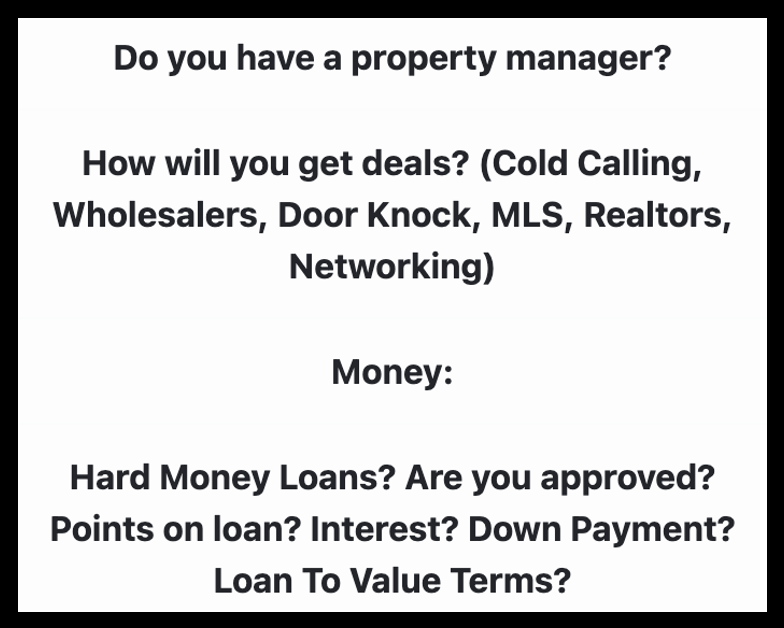 Do you have a property manager?
How will you get deals? (Cold Calling,
Wholesalers, Door Knock, MLS, Realtors,
Networking)
Money:
Hard Money Loans? Are you approved?
Points on loan? Interest? Down Payment?
Loan To Value Terms?